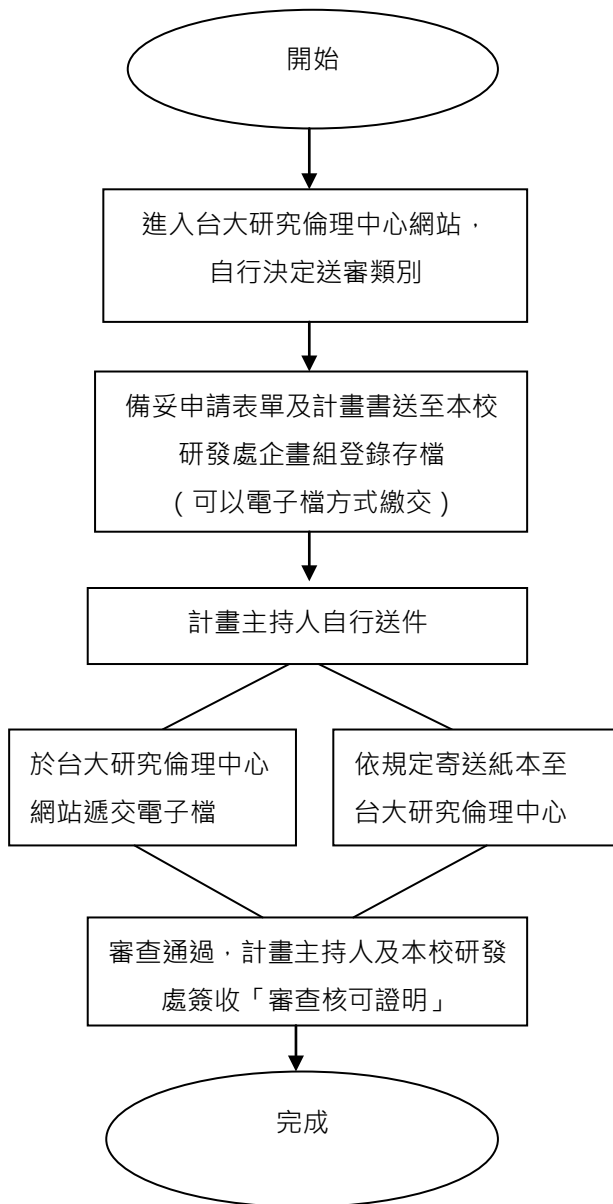 開始
進入台大研究倫理中心網站，
自行決定送審類別
備妥申請表單及計畫書送至本校
研發處企畫組登錄存檔
（可以電子檔方式繳交）
計畫主持人自行送件
於台大研究倫理中心
網站遞交電子檔
依規定寄送紙本至
台大研究倫理中心
審查通過，計畫主持人及本校研發
處簽收「審查核可證明」
完成